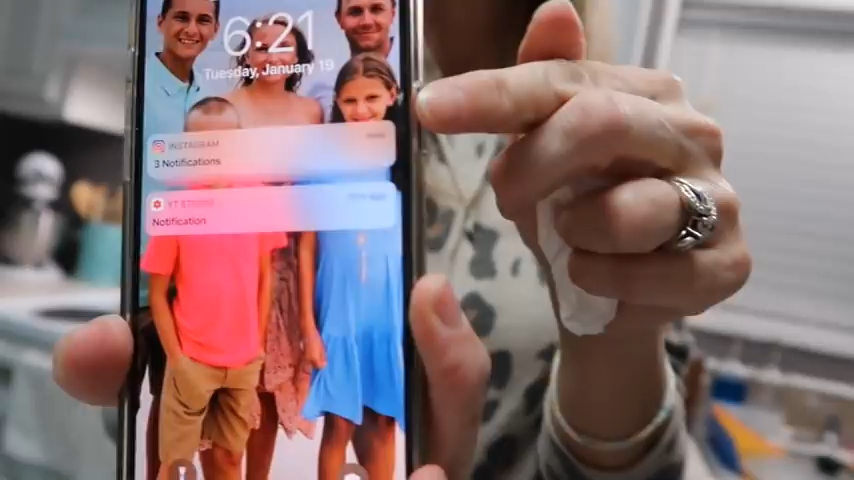 6:21
Tuesday, January 19
INSTAGRAM
3 Notifications
YT STUDIO
Notification